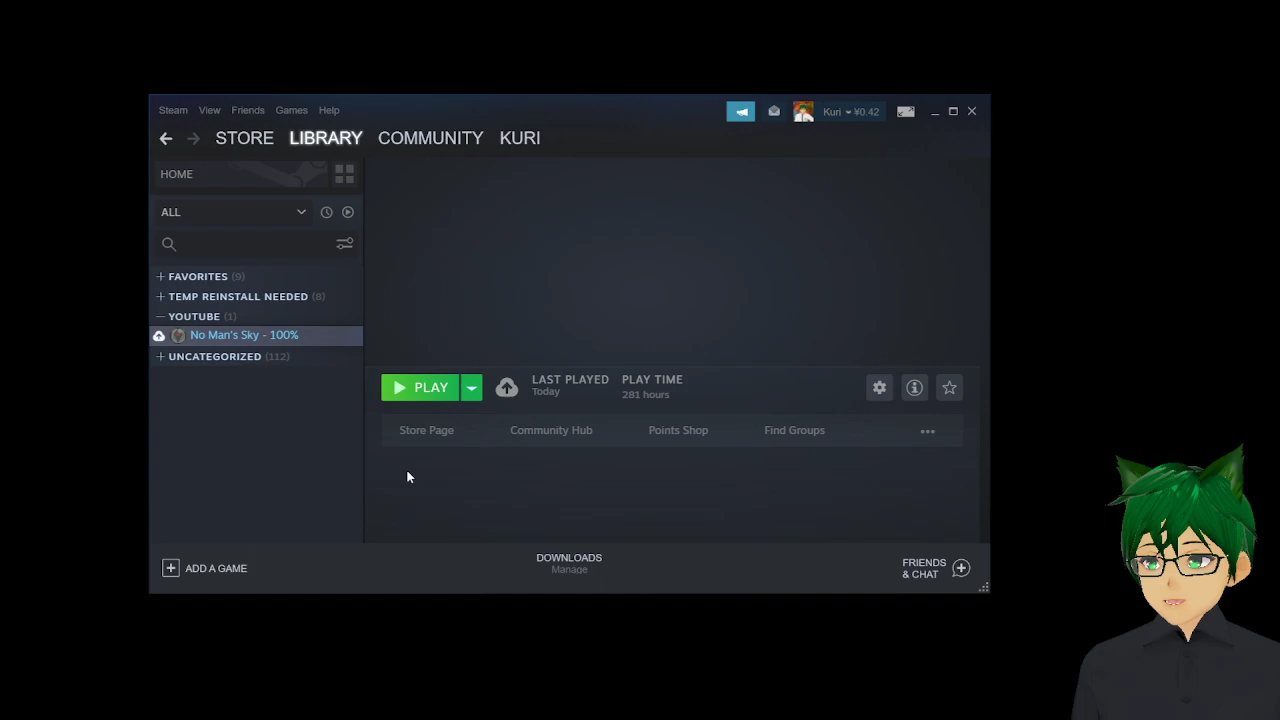 Steam View Friends Games Help
Kuri ¥0.42
STORE LIBRARY COMMUNITY KURI
HOME
ALL
FAVORITES (9)
TEMP REINSTALL NEEDED (8)
YOUTUBE (1)
No Man's Sky - 100%
UNCATEGORIZED (112)
PLAY
LAST PLAYED
Today
PLAY TIME
281 hours
Store Page Community Hub Points Shop Find Groups
ADD A GAME
DOWNLOADS
Manage
FRIENDS
& CHAT